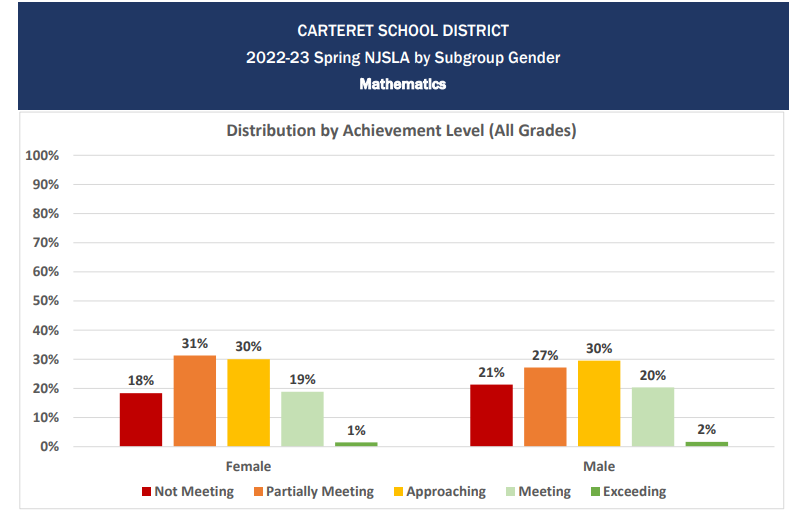 CARTERET SCHOOL DISTRICT
2022-23 Spring NJSLA by Subgroup Gender
Mathematics
Distribution by Achievement Level (All Grades)
100%
90%
80%
70%
60%
50%
40%
30%
20%
10%
0%
18%
31%
30%
19%
1%
21%
27%
30%
20%
2%
Female
Male
Not Meeting
Partially Meeting
Approaching
Meeting
Exceeding